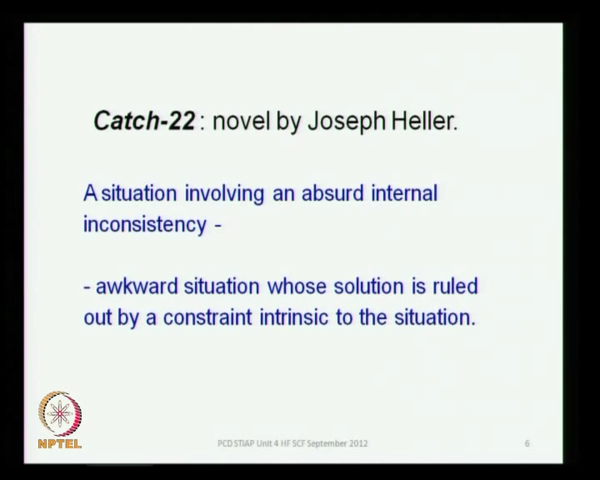 Catch-22 : novel by Joseph Heller.
A situation involving an absurd internal
inconsistency -
- awkward situation whose solution is ruled
out by a constraint intrinsic to the situation.
NPTEL
PCD STIAP Unit 4 HF SCF September 2012
6